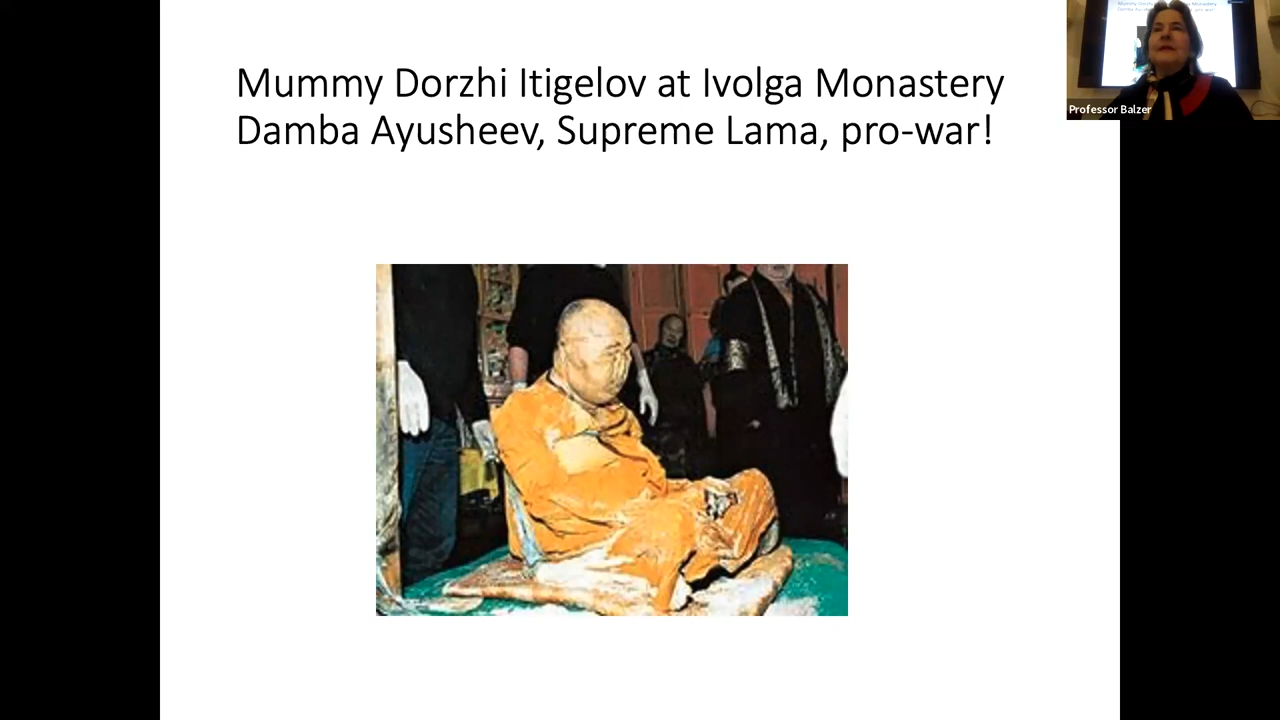 Mummy Dorzhi Itigelov at Ivolga Monastery
Damba Ayusheev, Supreme Lama, pro-war!
Professor Balzer